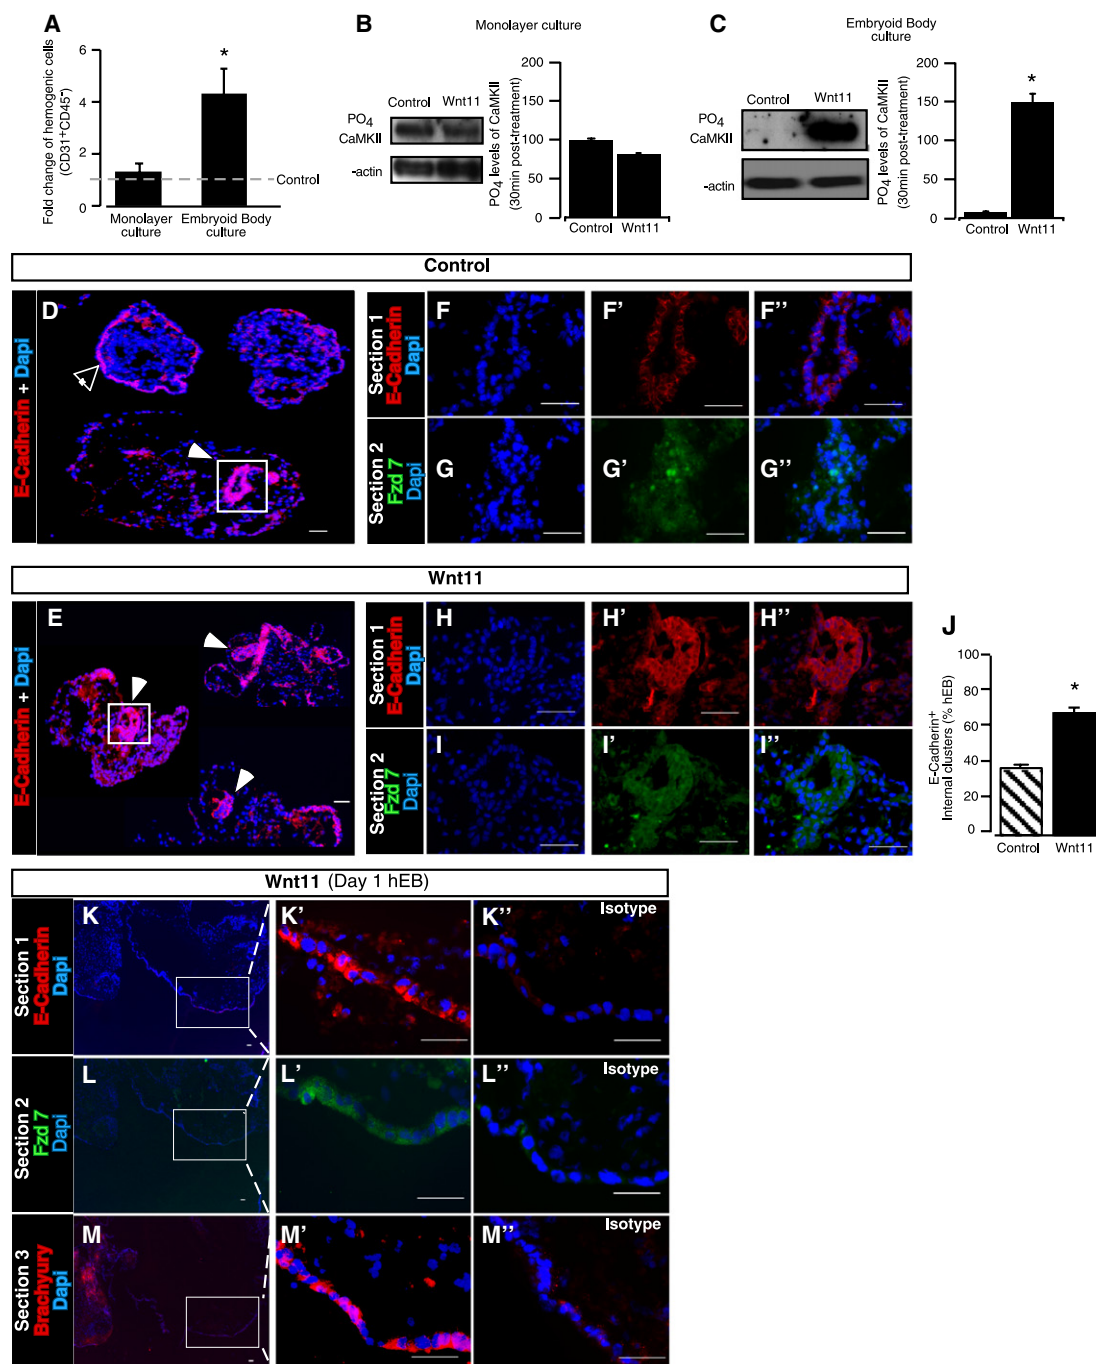 A
Fold change of hemogenic cells
(CD31+CD45-)
6
4
2
0
*
Control
Monolayer
culture
Embryoid Body
culture
B
Monolayer culture
Control
Wnt11
PO4
CaMKII
-actin
PO4 levels of CaMKII
(30min post-treatment)
200
150
100
50
0
Control
Wnt11
C
Embryoid Body
culture
Control
Wnt11
PO4
CaMKII
-actin
PO4 levels of CaMKII
(30min post-treatment)
200
150
100
50
0
*
Control
Wnt11
Control
E-Cadherin + Dapi
D
Section 1
E-Cadherin
Dapi
F
F'
F''
Section 2
Fzd 7
Dapi
G
G'
G''
Wnt11
E-Cadherin + Dapi
E
Section 1
E-Cadherin
Dapi
H
H'
H''
Section 2
Fzd 7
Dapi
I
I'
I''
J
E-Cadherin+
Internal clusters (% hEB)
100
80
60
40
20
0
*
Control
Wnt11
Wnt11 (Day 1 hEB)
Section 1
E-Cadherin
Dapi
K
K'
K''
Isotype
Section 2
Fzd 7
Dapi
L
L'
L''
Isotype
Section 3
Brachyury
Dapi
M
M'
M''
Isotype